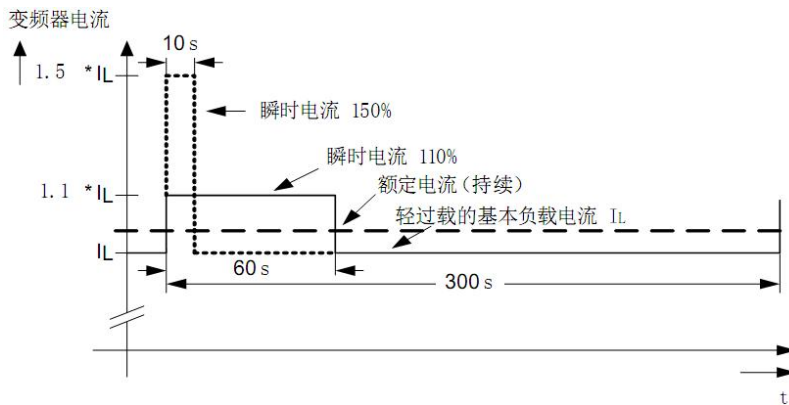 变频器电流
10 s
1.5 *IL
瞬时电流 150%
瞬时电流 110%
1.1 *IL
额定电流(持续)
轻过载的基本负载电流 IL
IL
60 s
300 s
t